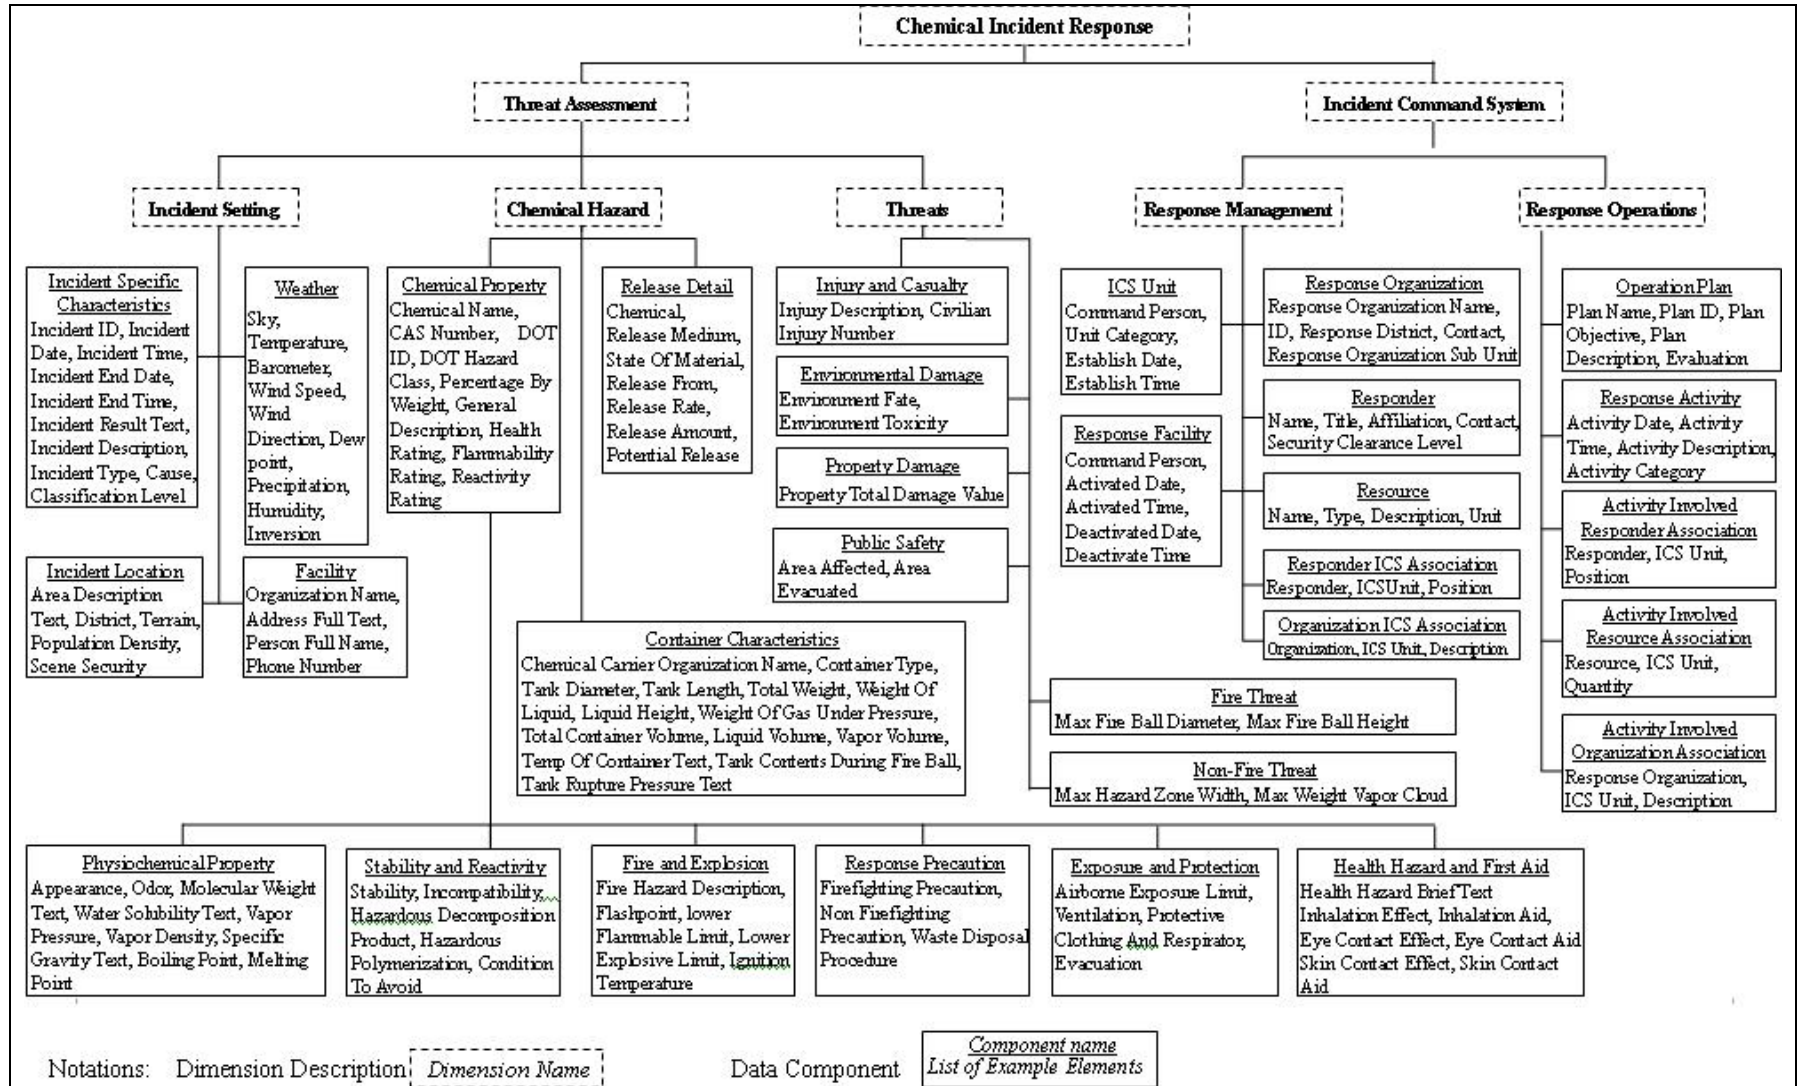 Chemical Incident Response
Threat Assessment
Incident Command System
Incident Setting
Chemical Hazard
Threats
Response Management
Response Operations
Incident Specific
Characteristics
Incident ID, Incident
Date, Incident Time,
Incident End Date,
Incident End Time,
Incident Result Text,
Incident Description,
Incident Type, Cause,
Classification Level
Weather
Sky,
Temperature,
Barometer,
Wind Speed,
Wind
Direction, Dew
point,
Precipitation,
Humidity,
Inversion
Incident Location
Area Description
Text, District, Terrain,
Population Density,
Scene Security
Facility
Organization Name,
Address Full Text,
Person Full Name,
Phone Number
Chemical Property
Chemical Name,
CAS Number, DOT
ID, DOT Hazard
Class, Percentage By
Weight, General
Description, Health
Rating, Flammability
Rating, Reactivity
Rating
Release Detail
Chemical,
Release Medium,
State Of Material,
Release From,
Release Rate,
Release Amount,
Potential Release
Container Characteristics
Chemical Carrier Organization Name, Container Type,
Tank Diameter, Tank Length, Total Weight, Weight Of
Liquid, Liquid Height, Weight Of Gas Under Pressure,
Total Container Volume, Liquid Volume, Vapor Volume,
Temp Of Container Text, Tank Contents During Fire Ball,
Tank Rupture Pressure Text
Injury and Casualty
Injury Description, Civilian
Injury Number
Environmental Damage
Environment Fate,
Environment Toxicity
Property Damage
Property Total Damage Value
Public Safety
Area Affected, Area
Evacuated
Fire Threat
Max Fire Ball Diameter, Max Fire Ball Height
Non-Fire Threat
Max Hazard Zone Width, Max Weight Vapor Cloud
ICS Unit
Command Person,
Unit Category,
Establish Date,
Establish Time
Response Facility
Command Person,
Activated Date,
Activated Time,
Deactivated Date,
Deactivate Time
Response Organization
Response Organization Name,
ID, Response District, Contact,
Response Organization Sub Unit
Responder
Name, Title, Affiliation, Contact,
Security Clearance Level
Resource
Name, Type, Description, Unit
Responder ICS Association
Responder, ICSUnit, Position
Organization ICS Association
Organization, ICS Unit, Description
Operation Plan
Plan Name, Plan ID, Plan
Objective, Plan
Description, Evaluation
Response Activity
Activity Date, Activity
Time, Activity Description,
Activity Category
Activity Involved
Responder Association
Responder, ICS Unit,
Position
Activity Involved
Resource Association
Resource, ICS Unit,
Quantity
Activity Involved
Organization Association
Response Organization,
ICS Unit, Description
Physiochemical Property
Appearance, Odor, Molecular Weight
Text, Water Solubility Text, Vapor
Pressure, Vapor Density, Specific
Gravity Text, Boiling Point, Melting
Point
Stability and Reactivity
Stability, Incompatibility,
Hazardous Decomposition
Product, Hazardous
Polymerization, Condition
To Avoid
Fire and Explosion
Fire Hazard Description,
Flashpoint, lower
Flammable Limit, Lower
Explosive Limit, Ignition
Temperature
Response Precaution
Firefighting Precaution,
Non Firefighting
Precaution, Waste Disposal
Procedure
Exposure and Protection
Airborne Exposure Limit,
Ventilation, Protective
Clothing And Respirator,
Evacuation
Health Hazard and First Aid
Health Hazard Brief Text
Inhalation Effect, Inhalation Aid,
Eye Contact Effect, Eye Contact Aid
Skin Contact Effect, Skin Contact
Aid
Notations: Dimension Description Dimension Name Data Component Component name
List of Example Elements